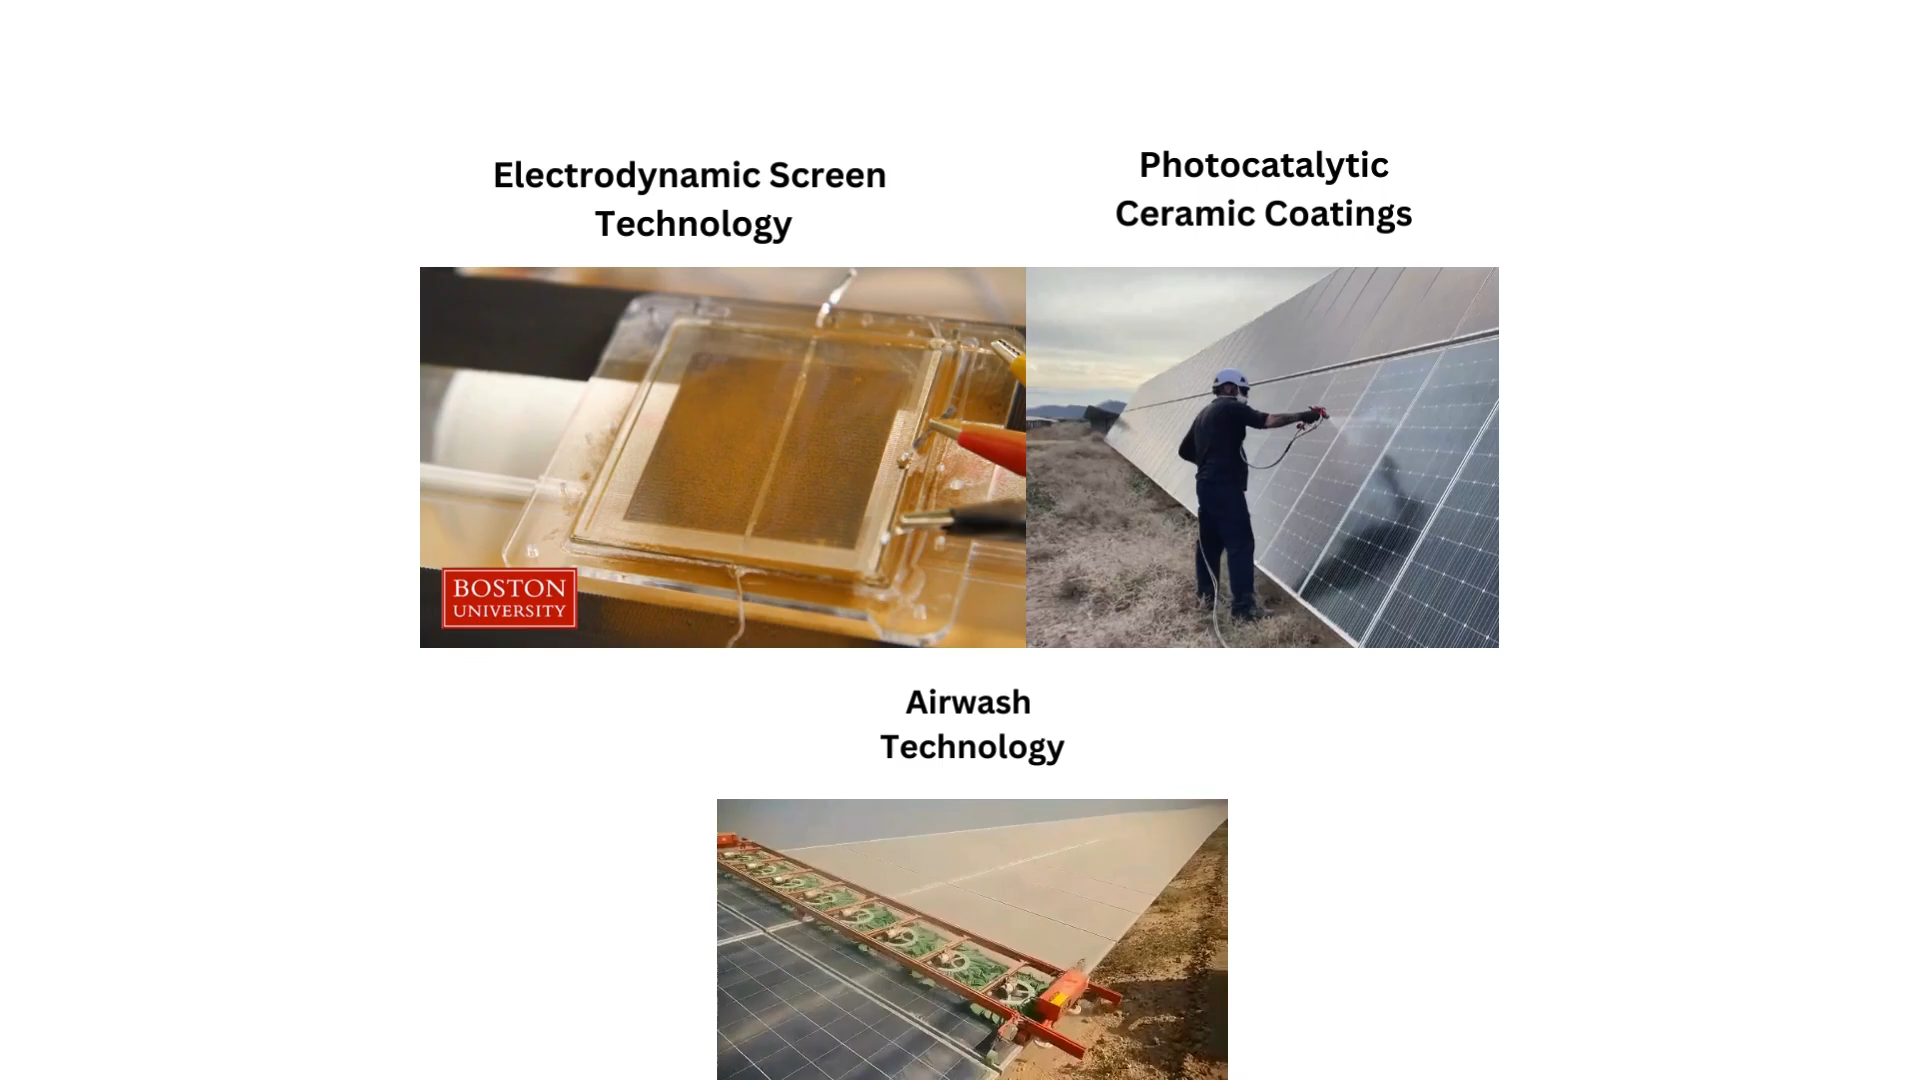 Electrodynamic Screen
Technology
Photocatalytic
Ceramic Coatings
BOSTON
UNIVERSITY
Airwash
Technology